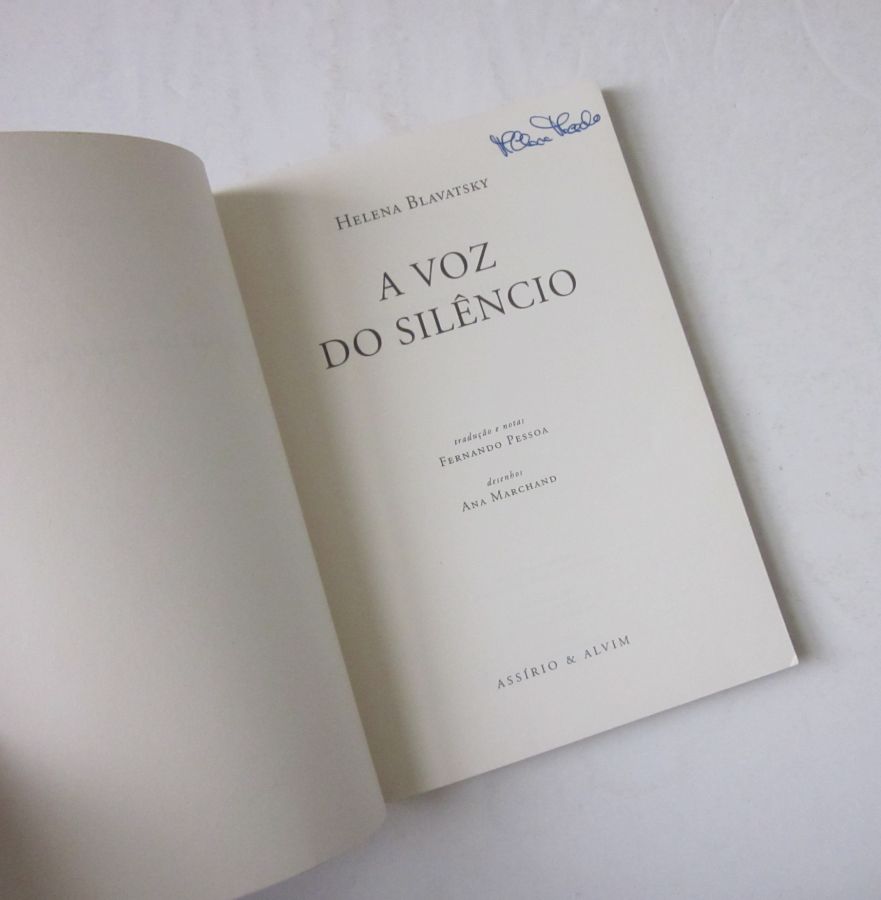 Helena Blavatsky
A VOZ
DO SILÊNCIO
tradução e notas
Fernando Pessoa
desenhos
Ana Marchand
ASSÍRIO & ALVIM